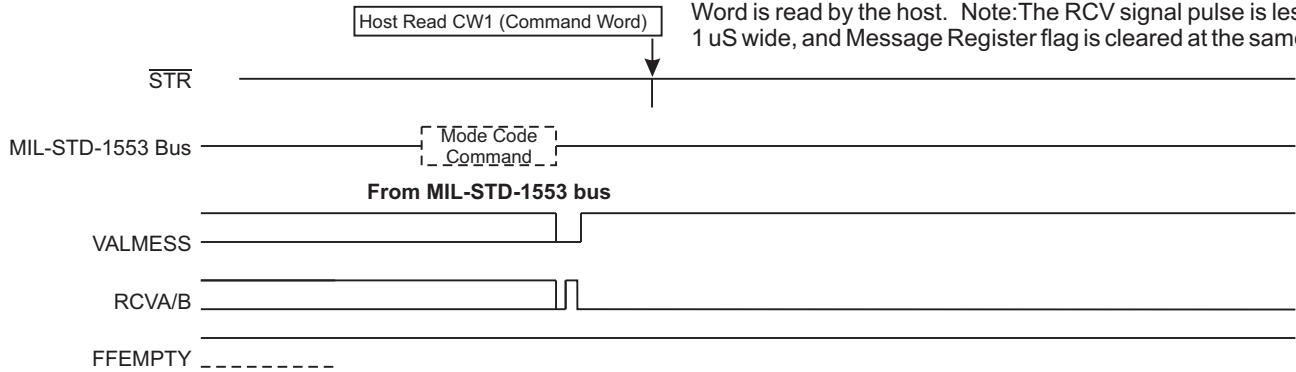 Word is read by the host. Note:The RCV signal pulse is
Host Read CW1 (Command Word)
1 uS wide, and Message Register flag is cleared at the
STR
MIL-STD-1553 Bus
Mode Code
Command
From MIL-STD-1553 bus
VALMESS
RCVA/B
FFEMPTY